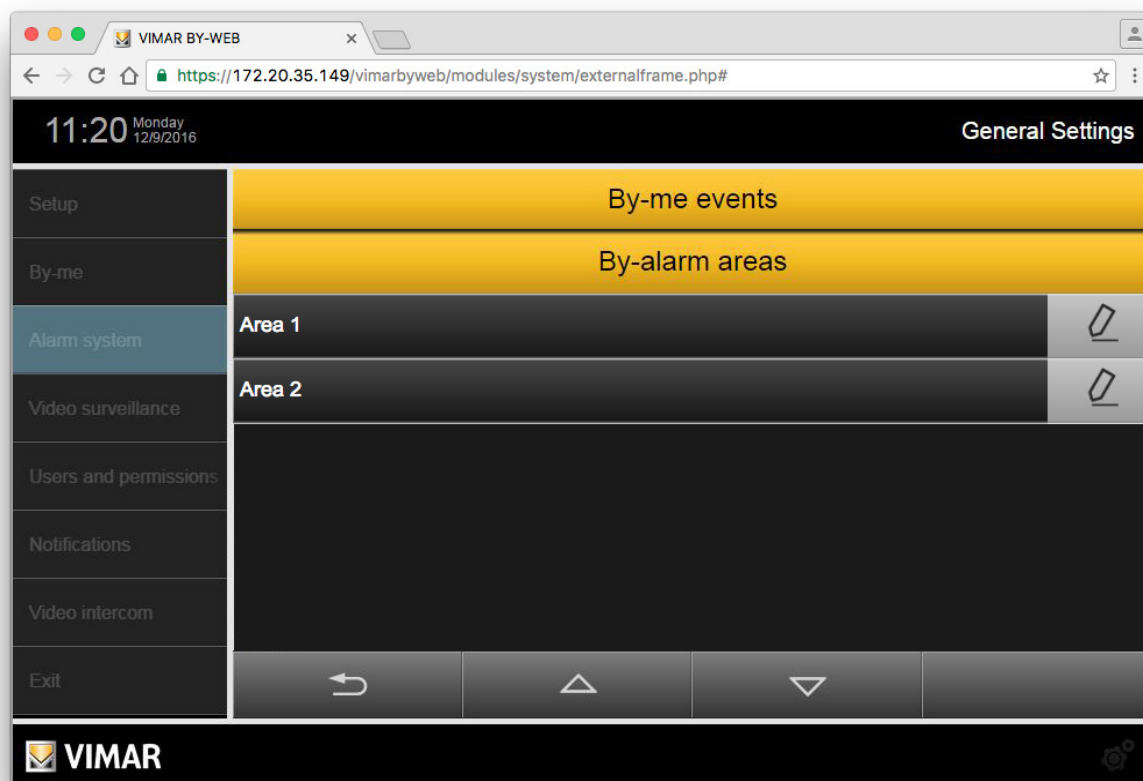 VIMAR BY-WEB
https://172.20.35.149/vimarbyweb/modules/system/externalframe.php#
11:20 Monday
12/9/2016
General Settings
Setup
By-me
Alarm system
Video surveillance
Users and permissions
Notifications
Video intercom
Exit
By-me events
By-alarm areas
Area 1
Area 2
VIMAR